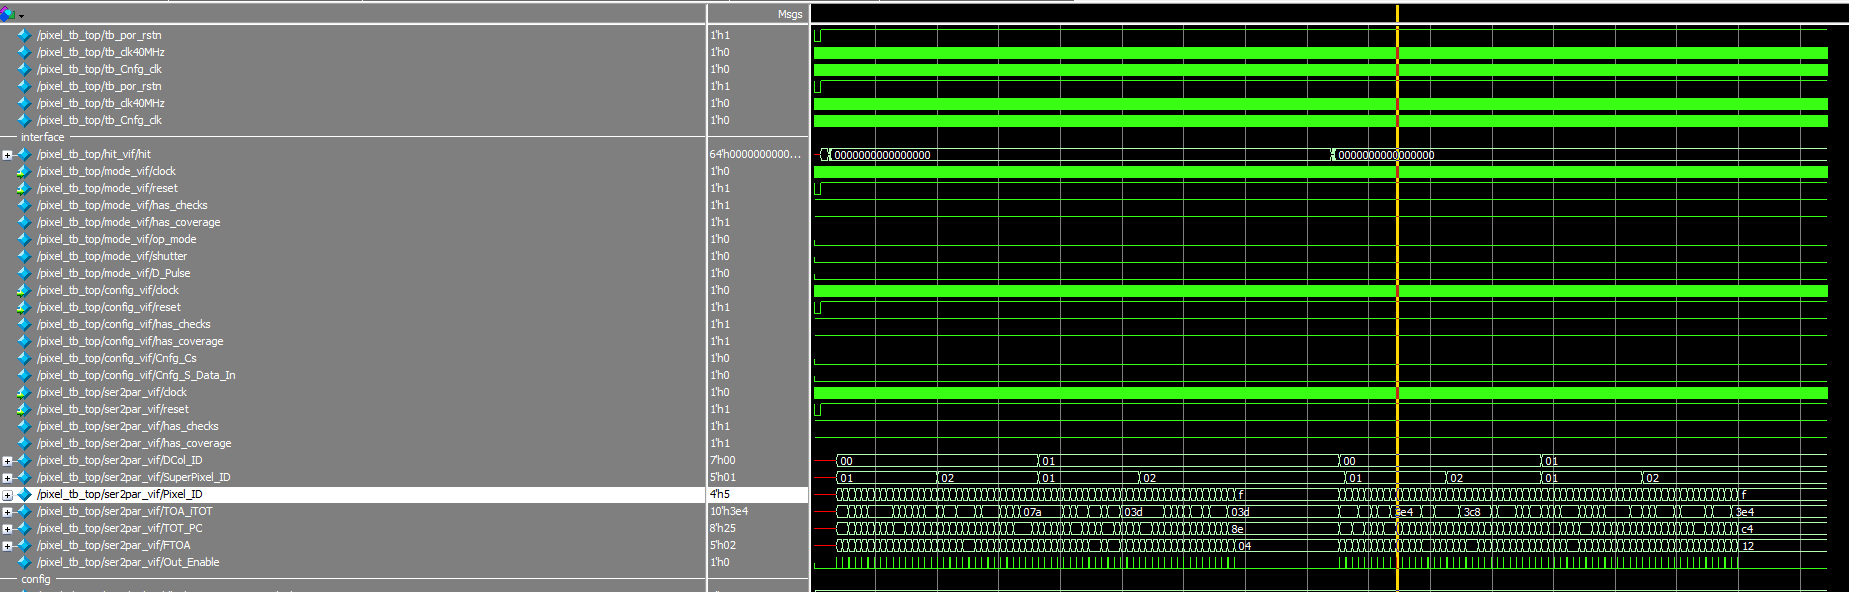 Msgs
/pixel_tb_top/tb_por_rstn 1'h1
/pixel_tb_top/tb_clk40MHz 1'h0
/pixel_tb_top/tb_Cnfg_clk 1'h0
/pixel_tb_top/tb_por_rstn 1'h1
/pixel_tb_top/tb_clk40MHz 1'h0
/pixel_tb_top/tb_Cnfg_clk 1'h0
interface
/pixel_tb_top/hit_vif/hit 64'h0000000000... 0000000000000000 0000000000000000
/pixel_tb_top/mode_vif/clock 1'h0
/pixel_tb_top/mode_vif/reset 1'h1
/pixel_tb_top/mode_vif/has_checks 1'h1
/pixel_tb_top/mode_vif/has_coverage 1'h1
/pixel_tb_top/mode_vif/op_mode 1'h0
/pixel_tb_top/mode_vif/shutter 1'h0
/pixel_tb_top/mode_vif/D_Pulse 1'h0
/pixel_tb_top/config_vif/clock 1'h0
/pixel_tb_top/config_vif/reset 1'h1
/pixel_tb_top/config_vif/has_checks 1'h1
/pixel_tb_top/config_vif/has_coverage 1'h1
/pixel_tb_top/config_vif/Cnfg_Cs 1'h0
/pixel_tb_top/config_vif/Cnfg_S_Data_In 1'h0
/pixel_tb_top/ser2par_vif/clock 1'h0
/pixel_tb_top/ser2par_vif/reset 1'h1
/pixel_tb_top/ser2par_vif/has_checks 1'h1
/pixel_tb_top/ser2par_vif/has_coverage 1'h1
/pixel_tb_top/ser2par_vif/DCol_ID 7'h00 00 01 00 01
/pixel_tb_top/ser2par_vif/SuperPixel_ID 5'h01 01 02 01 02 01 02 01 02
/pixel_tb_top/ser2par_vif/Pixel_ID 4'h5 f f
/pixel_tb_top/ser2par_vif/TOA_iTOT 10'h3e4 07a 03d 03d 3e4 3c8 3e4
/pixel_tb_top/ser2par_vif/TOT_PC 8'h25 8e c4
/pixel_tb_top/ser2par_vif/FTOA 5'h02 04 12
/pixel_tb_top/ser2par_vif/Out_Enable 1'h0
config